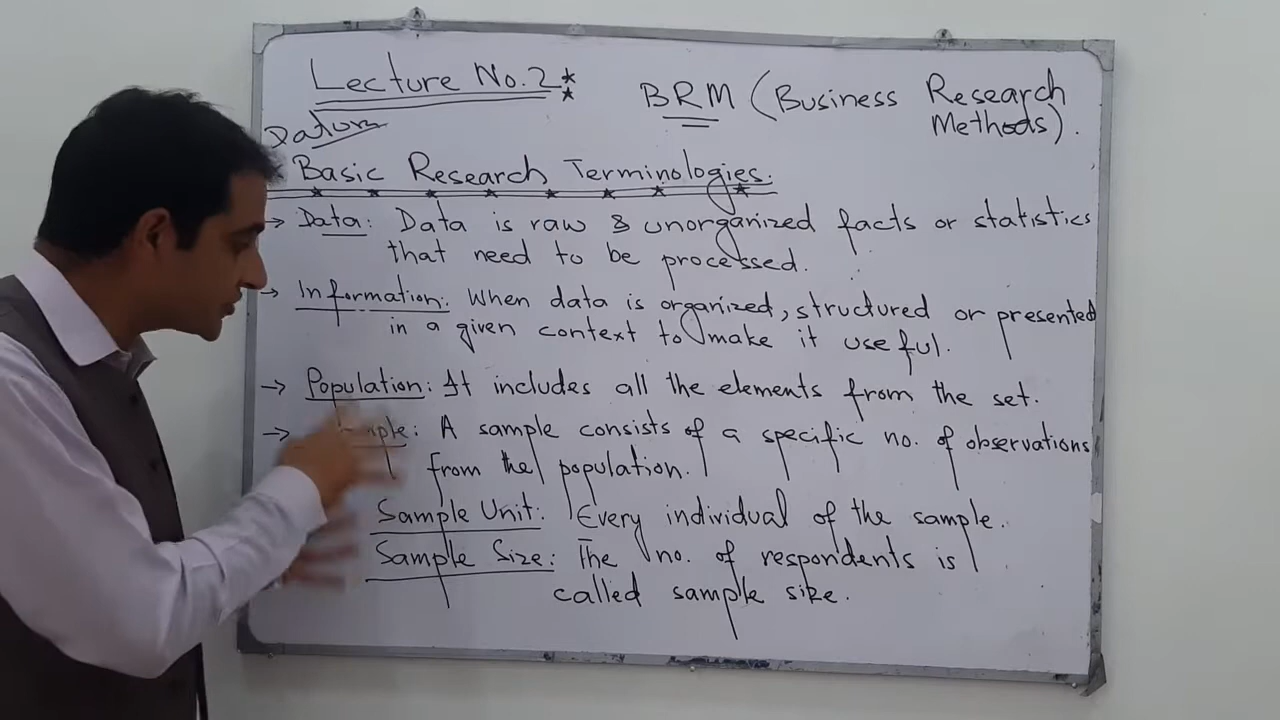 Lecture No.2:
BRM (Business Research
Methods).
Datum
Basic Research Terminologies.
→ Data: Data is raw & unorganized facts or statistics
that need to be processed.
→ Information: When data is organized, structured or presented
in a given context to make it useful.
→ Population: It includes all the elements from the set.
→ A sample consists of a specific no. of observations
from the population.
Sample Unit: Every individual of the sample.
Sample Size: The no. of respondents is
called sample size.